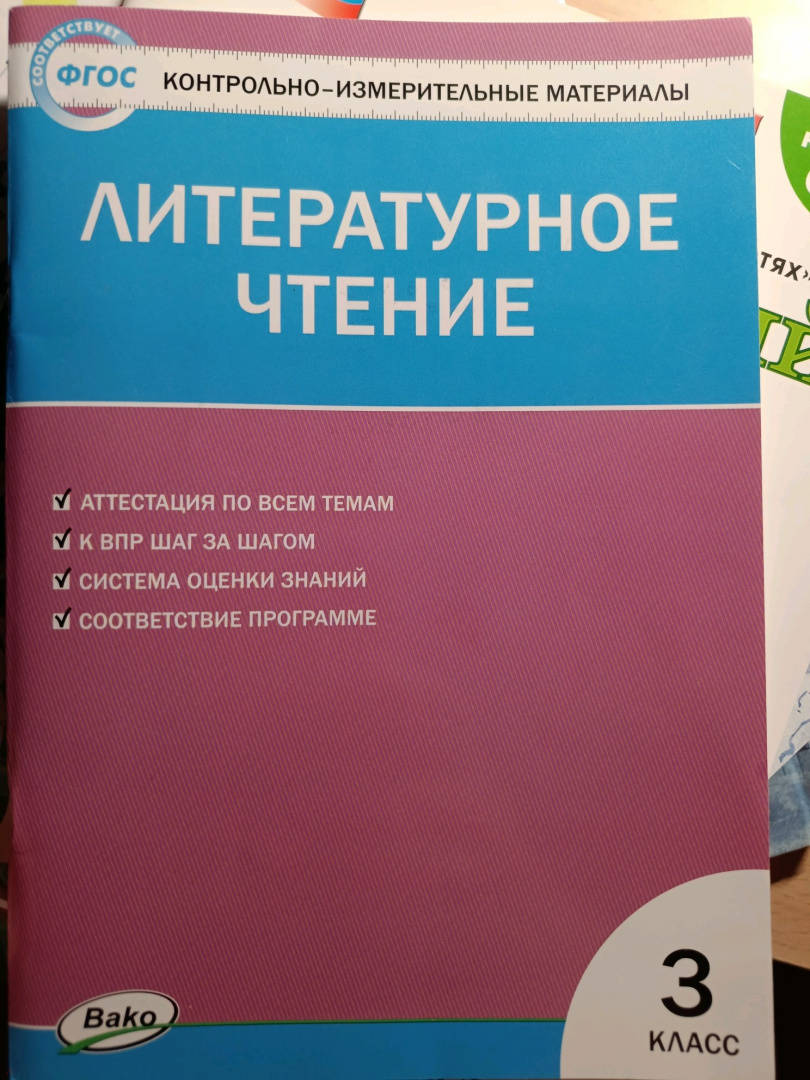 СООТВЕТСТВУЕТ
ФГОС
КОНТРОЛЬНО-ИЗМЕРИТЕЛЬНЫЕ МАТЕРИАЛЫ
ЛИТЕРАТУРНОЕ
ЧТЕНИЕ
АТТЕСТАЦИЯ ПО ВСЕМ ТЕМАМ
К ВПР ШАГ ЗА ШАГОМ
СИСТЕМА ОЦЕНКИ ЗНАНИЙ
СООТВЕТСТВИЕ ПРОГРАММЕ
Вако
3
КЛАСС